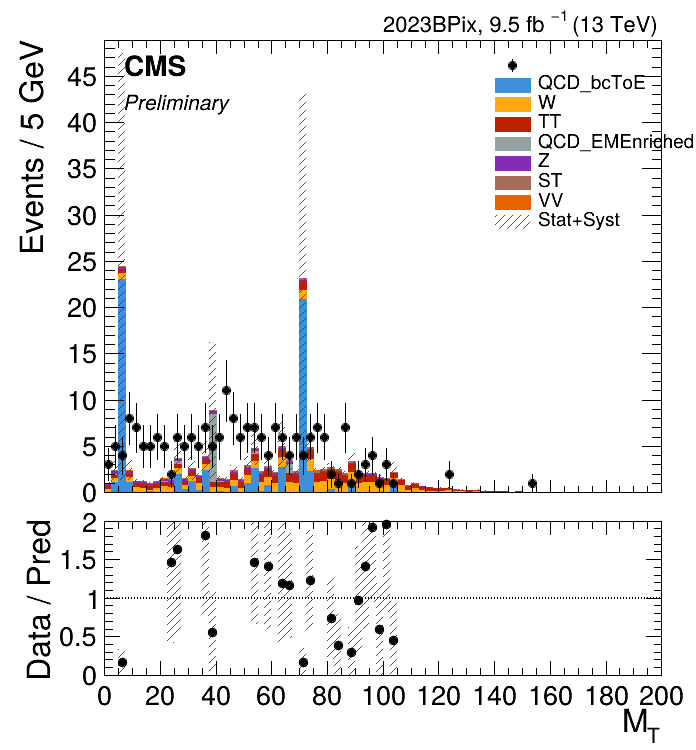 2023BPix, 9.5 fb⁻¹ (13 TeV)
Events / 5 GeV
CMS
Preliminary
QCD_bcToE
W
TT
QCD_EMEnriched
Z
ST
VV
Stat+Syst
45
40
35
30
25
20
15
10
5
0
Data / Pred
2
1.5
1
0.5
0
0 20 40 60 80 100 120 140 160 180 200
M_T